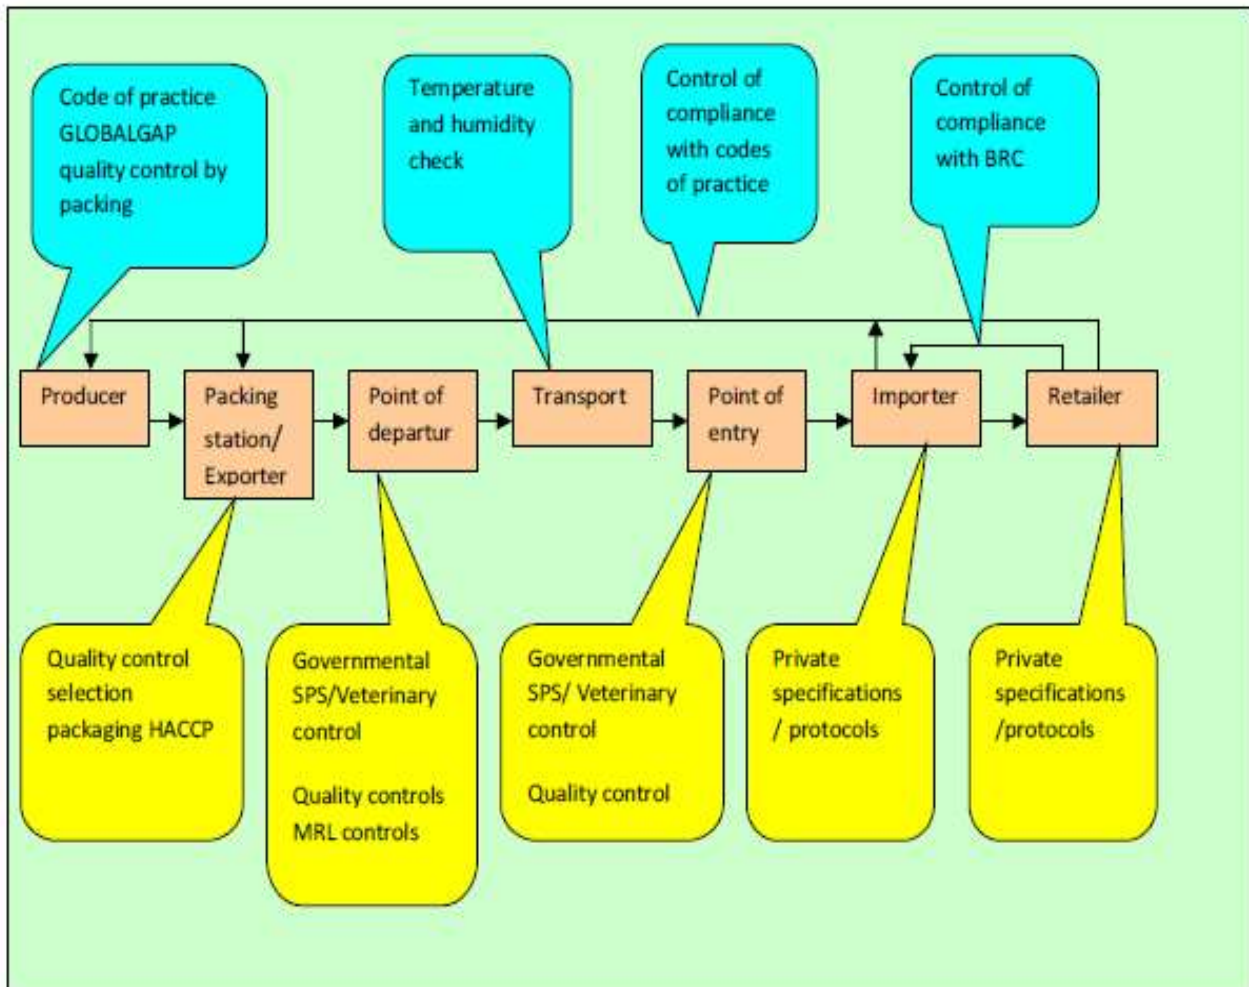 Code of practice
GLOBALGAP
quality control by
packing
Temperature
and humidity
check
Control of
compliance
with codes
of practice
Control of
compliance
with BRC
Producer
Packing
station/
Exporter
Point of
departur
Transport
Point of
entry
Importer
Retailer
Quality control
selection
packaging HACCP
Governmental
SPS/Veterinary
control
Quality controls
MRL controls
Governmental
SPS/ Veterinary
control
Quality control
Private
specifications
/ protocols
Private
specifications
/protocols